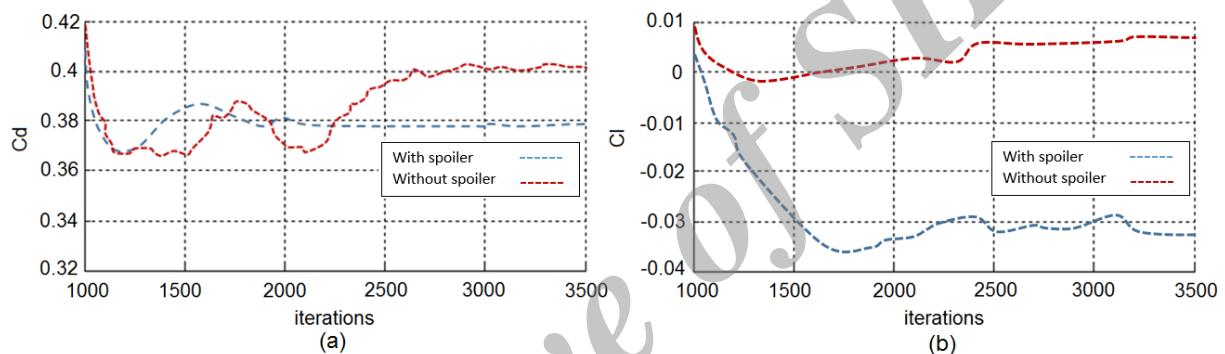 0.42
0.4
0.38
0.36
0.34
0.32
Cd
With spoiler
Without spoiler
1000 1500 2000 2500 3000 3500
iterations
(a)
0.01
0
-0.01
-0.02
-0.03
-0.04
Cl
With spoiler
Without spoiler
1000 1500 2000 2500 3000 3500
iterations
(b)
of